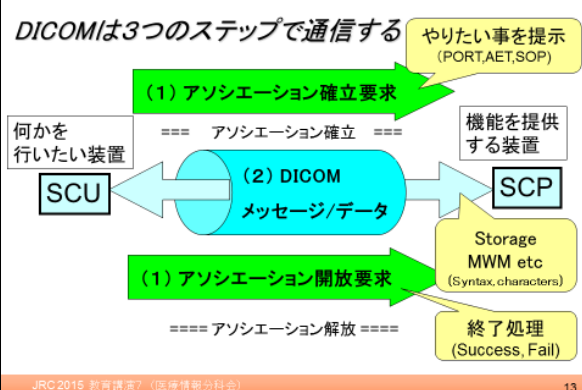 DICOMは3つのステップで通信する
やりたい事を提示
(PORT,AET,SOP)
(1) アソシエーション確立要求
何かを
行いたい装置
=== アソシエーション確立 ===
機能を提供
する装置
SCU
(2) DICOM
メッセージ/データ
SCP
Storage
MWM etc
(Syntax,characters)
(1) アソシエーション開放要求
==== アソシエーション解放 ====
終了処理
(Success, Fail)
JRC 2015 教育講演7 (医療情報分科会)
13